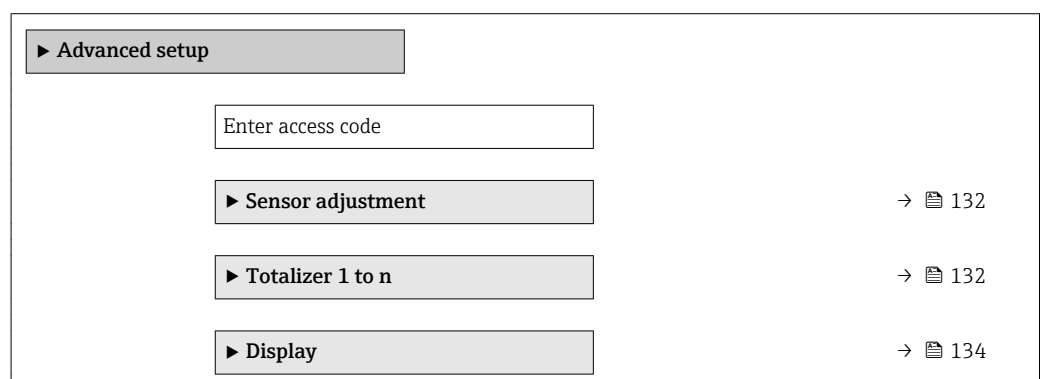 ▶ Advanced setup
Enter access code
▶ Sensor adjustment → 132
▶ Totalizer 1 to n → 132
▶ Display → 134